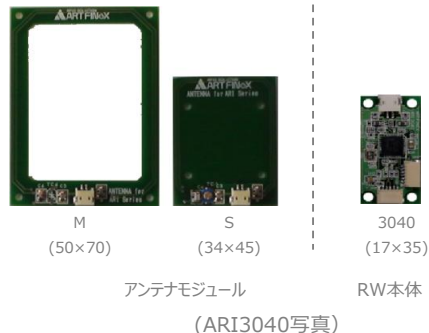 ARTFINeX
ANTENNA for
ARI Series
ARTFINeX
ANTENNA for ARI Series
M
S
3040
(50×70)
(34×45)
(17×35)
アンテナモジュール
RW本体
(ARI3040写真)